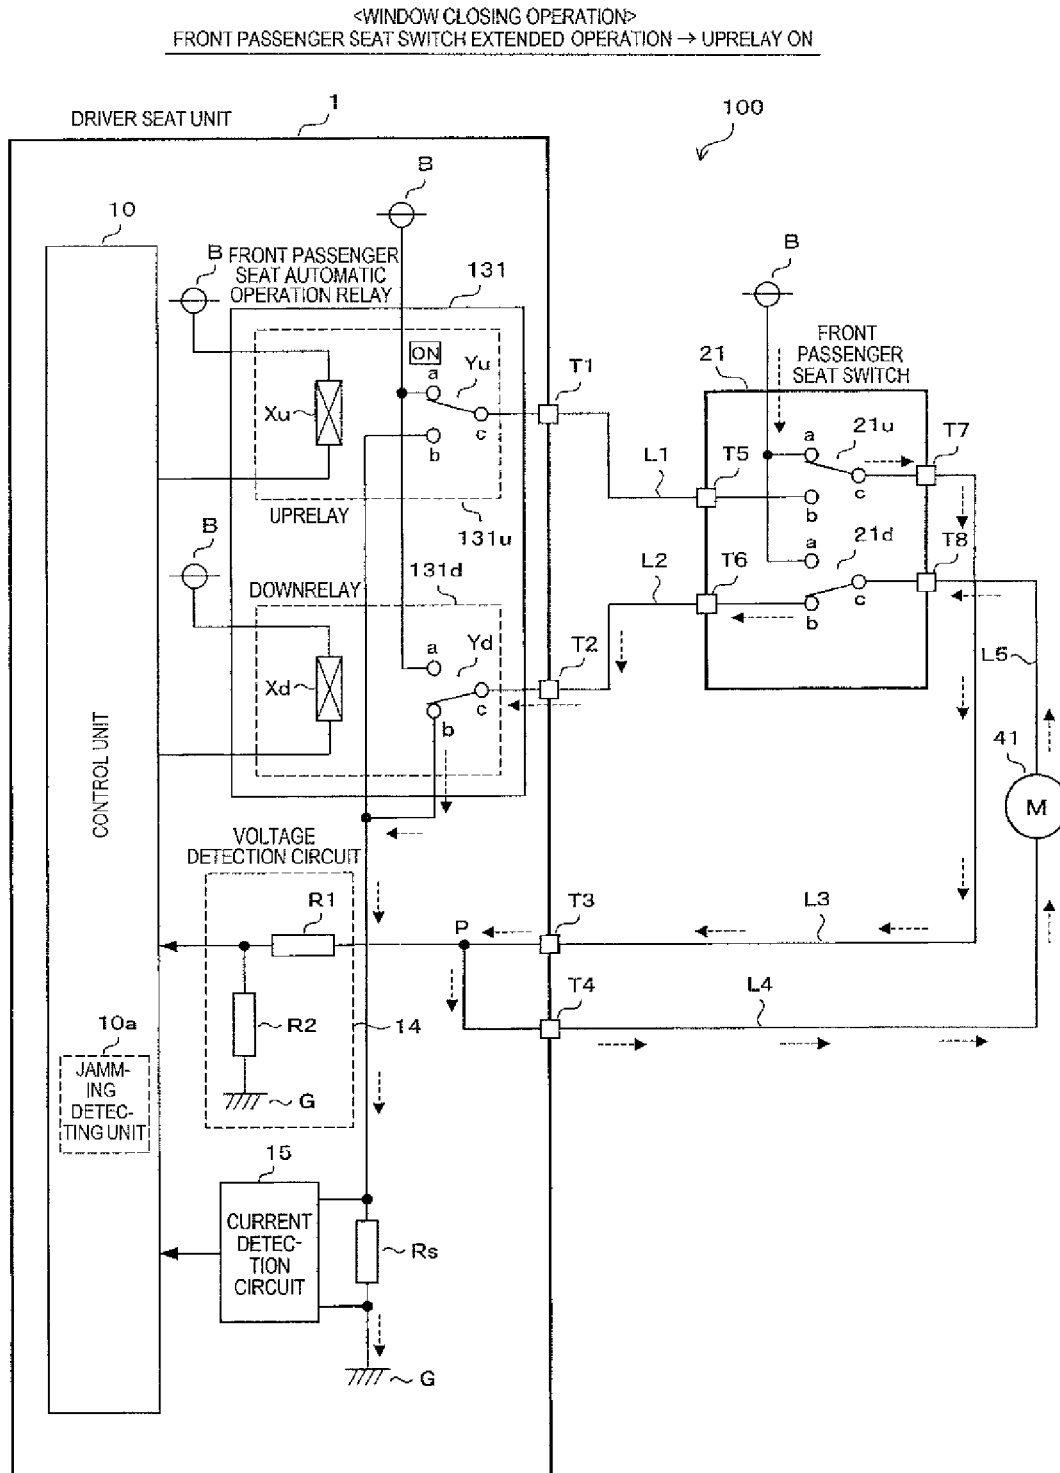 <WINDOW CLOSING OPERATION>
FRONT PASSENGER SEAT SWITCH EXTENDED OPERATION → UPRELAY ON
DRIVER SEAT UNIT
1
100
B
10
B
FRONT PASSENGER
SEAT AUTOMATIC
OPERATION RELAY
131
B
FRONT
PASSENGER
SEAT SWITCH
21
ON
a
Yu
T1
Xu
c
b
a
21u
T7
L1
T5
c
b
UPRELAY
131u
B
a
21d
T8
131d
L2
T6
DOWNRELAY
c
b
a
Yd
T2
Xd
c
b
L5
41
M
CONTROL UNIT
VOLTAGE
DETECTION CIRCUIT
R1
P
T3
L3
T4
L4
R2
14
10a
JAMM-
ING
DETEC-
TING UNIT
G
15
CURRENT
DETEC-
TION
CIRCUIT
Rs
G